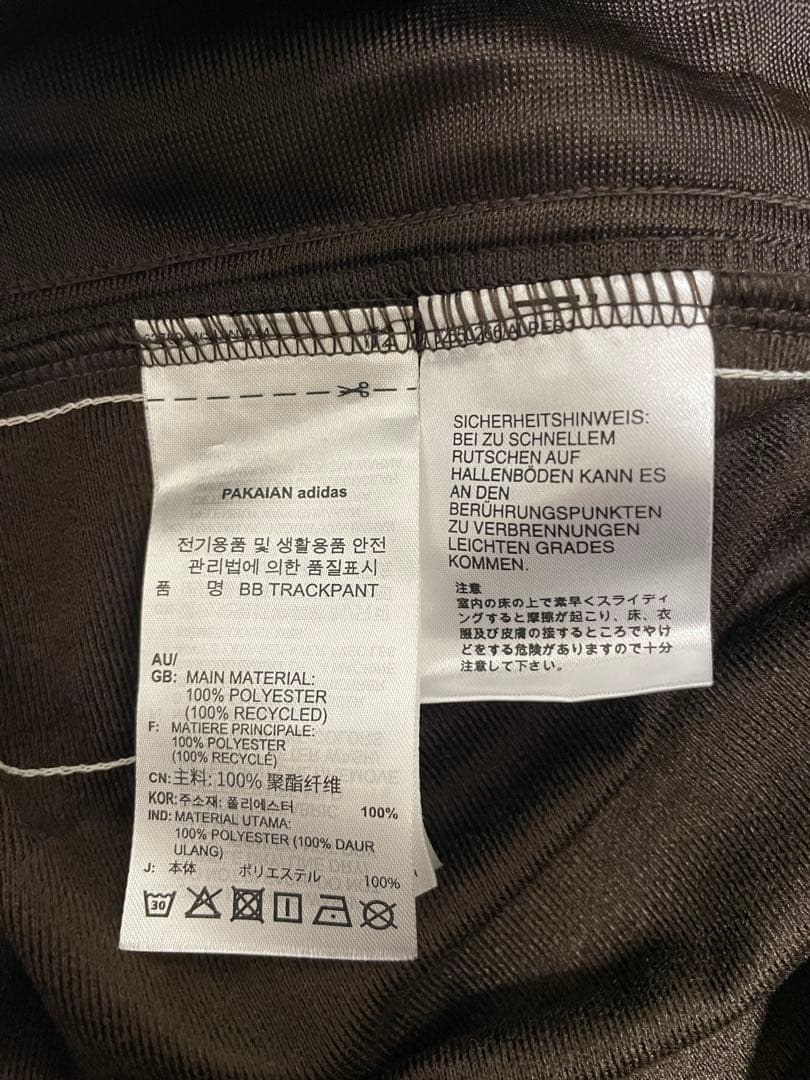 PAKAIAN adidas
전기용품 및 생활용품 안전
관리법에 의한 품질표시
품 명 BB TRACKPANT
AU/
GB: MAIN MATERIAL:
100% POLYESTER
(100% RECYCLED)
F: MATIERE PRINCIPALE:
100% POLYESTER
(100% RECYCLÉ)
CN:主料: 100% 聚酯纤维
KOR:주소재: 폴리에스터 100%
IND: MATERIAL UTAMA:
100% POLYESTER (100% DAUR
ULANG)
J: 本体 ポリエステル 100%
30
SICHERHEITSHINWEIS:
BEI ZU SCHNELLEM
RUTSCHEN AUF
HALLENBÖDEN KANN ES
AN DEN
BERÜHRUNGSPUNKTEN
ZU VERBRENNUNGEN
LEICHTEN GRADES
KOMMEN.
注意
室内の床の上で素早くスライディ
ングすると摩擦が起こり、床、衣
服及び皮膚の接するところでやけ
どをする危険がありますので十分
注意して下さい。